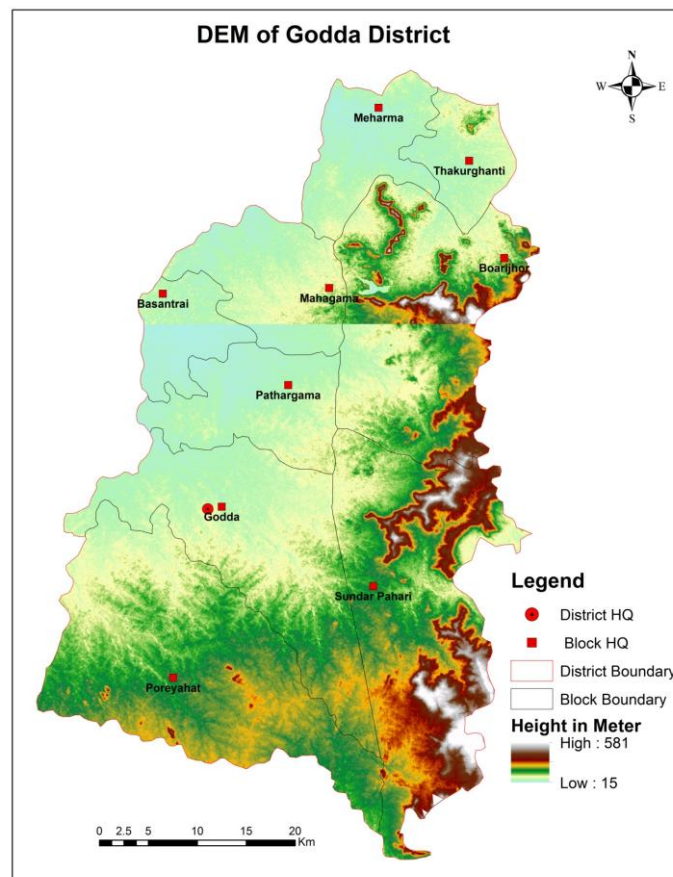 DEM of Godda District
N
W E
S
Meharma
Thakurghanti
Boarijhor
Mahagama
Basantrai
Pathargama
Godda
Sundar Pahari
Poreyahat
Legend
District HQ
Block HQ
District Boundary
Block Boundary
Height in Meter
High : 581
Low : 15
0 2.5 5 10 15 20
Km